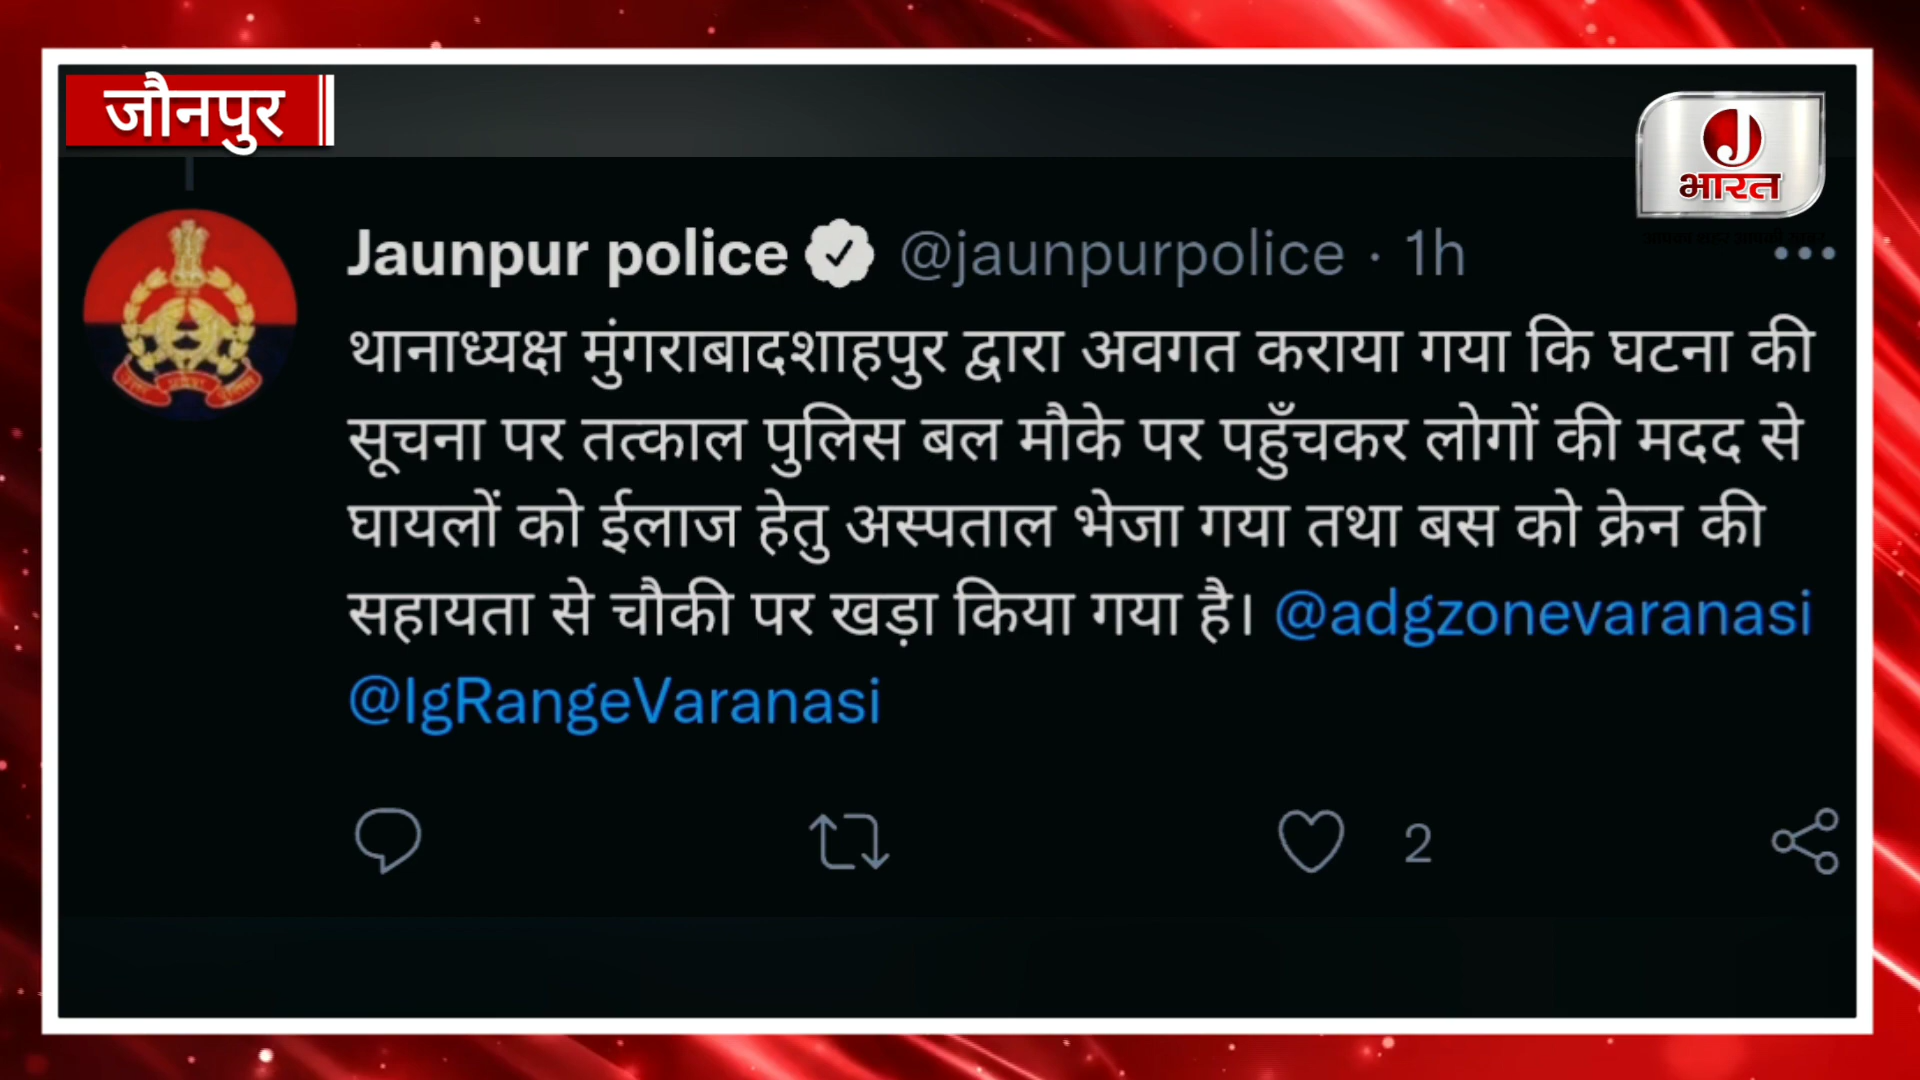 जौनपुर
J
भारत
Jaunpur police @jaunpurpolice · 1h
थानाध्यक्ष मुंगराबादशाहपुर द्वारा अवगत कराया गया कि घटना की
सूचना पर तत्काल पुलिस बल मौके पर पहुँचकर लोगों की मदद से
घायलों को ईलाज हेतु अस्पताल भेजा गया तथा बस को क्रेन की
सहायता से चौकी पर खड़ा किया गया है। @adgzonevaranasi
@IgRangeVaranasi
2